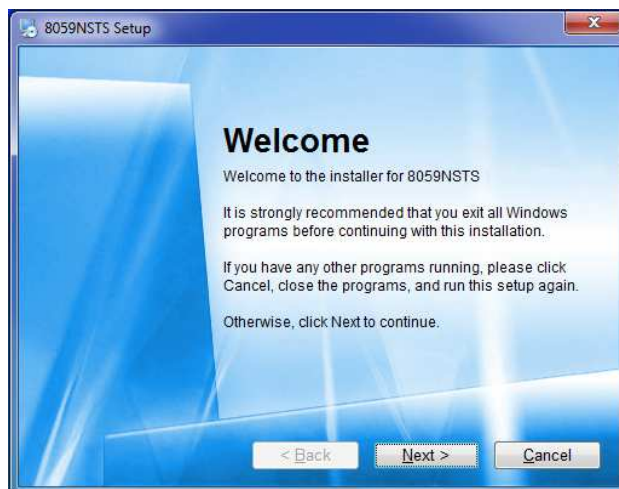 8059NSTS Setup
Welcome
Welcome to the installer for 8059NSTS
It is strongly recommended that you exit all Windows
programs before continuing with this installation.
If you have any other programs running, please click
Cancel, close the programs, and run this setup again.
Otherwise, click Next to continue.
< Back Next > Cancel